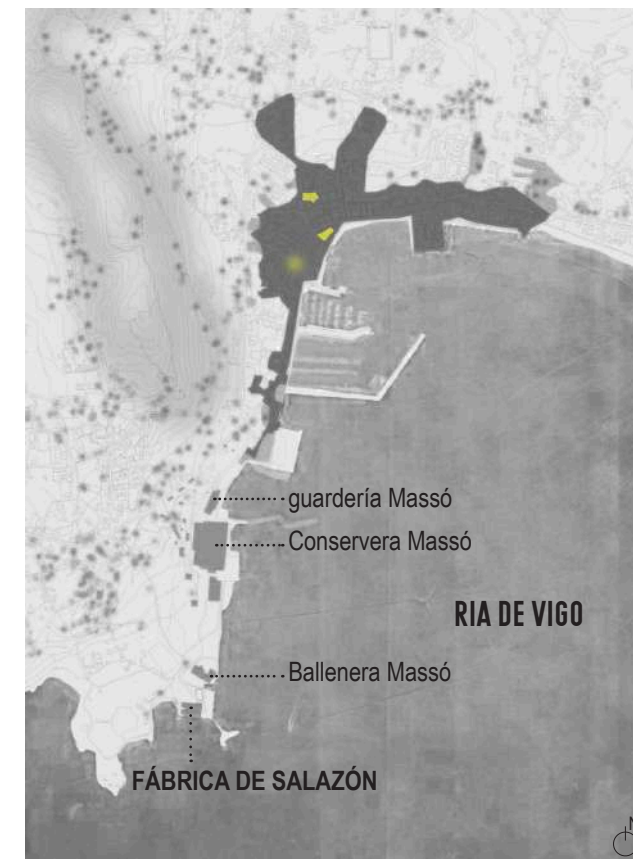 guardería Massó
Conservera Massó
RIA DE VIGO
Ballenera Massó
FÁBRICA DE SALAZÓN
N